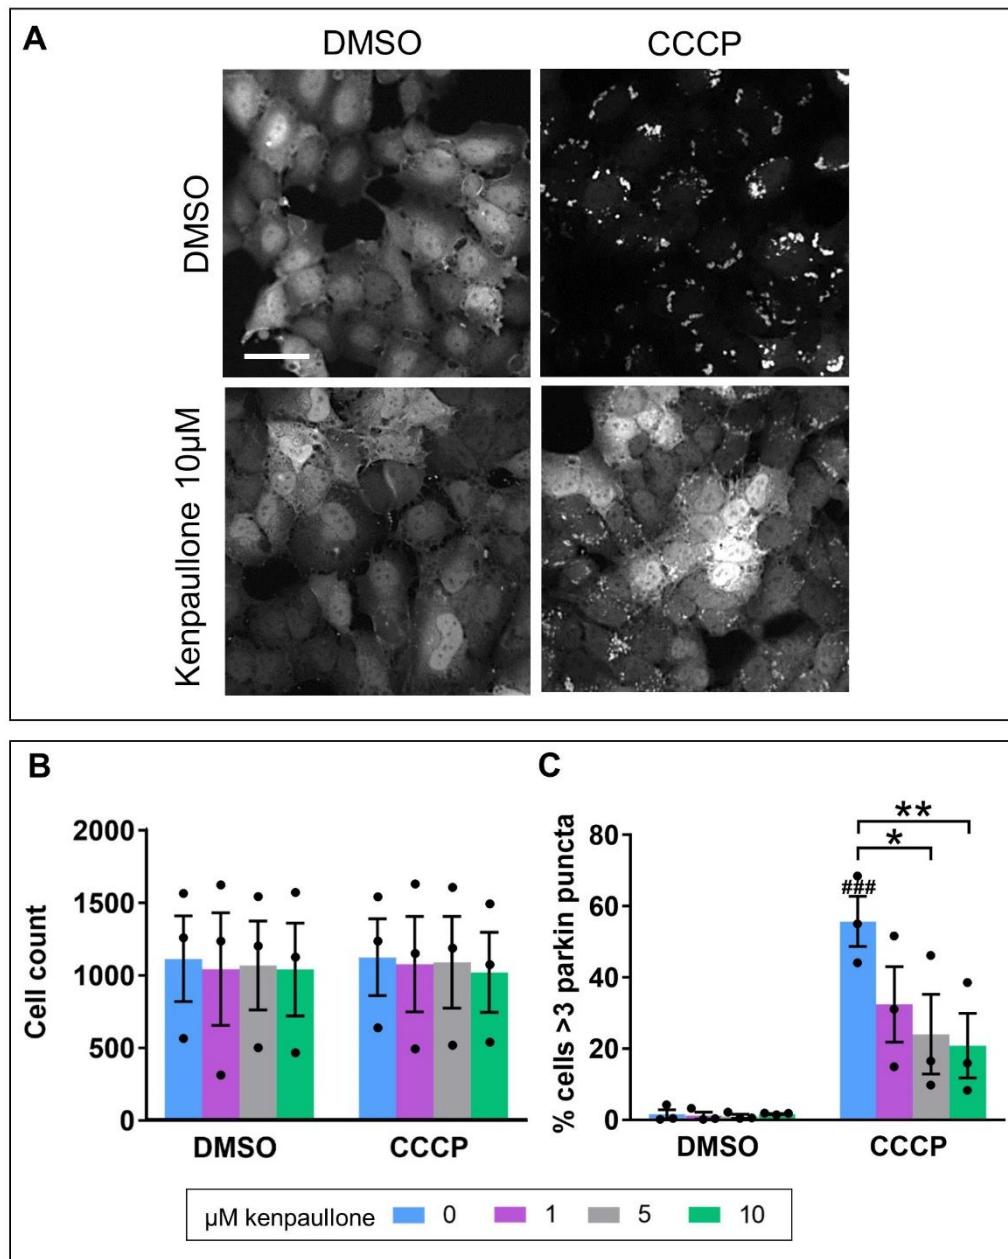 A
DMSO CCCP
DMSO
Kenpaullone 10µM
B
C
Cell count
2000
1500
1000
500
0
DMSO CCCP
% cells >3 parkin puncta
80
60
40
20
0
**
*
###
DMSO CCCP
µM kenpaullone 0 1 5 10